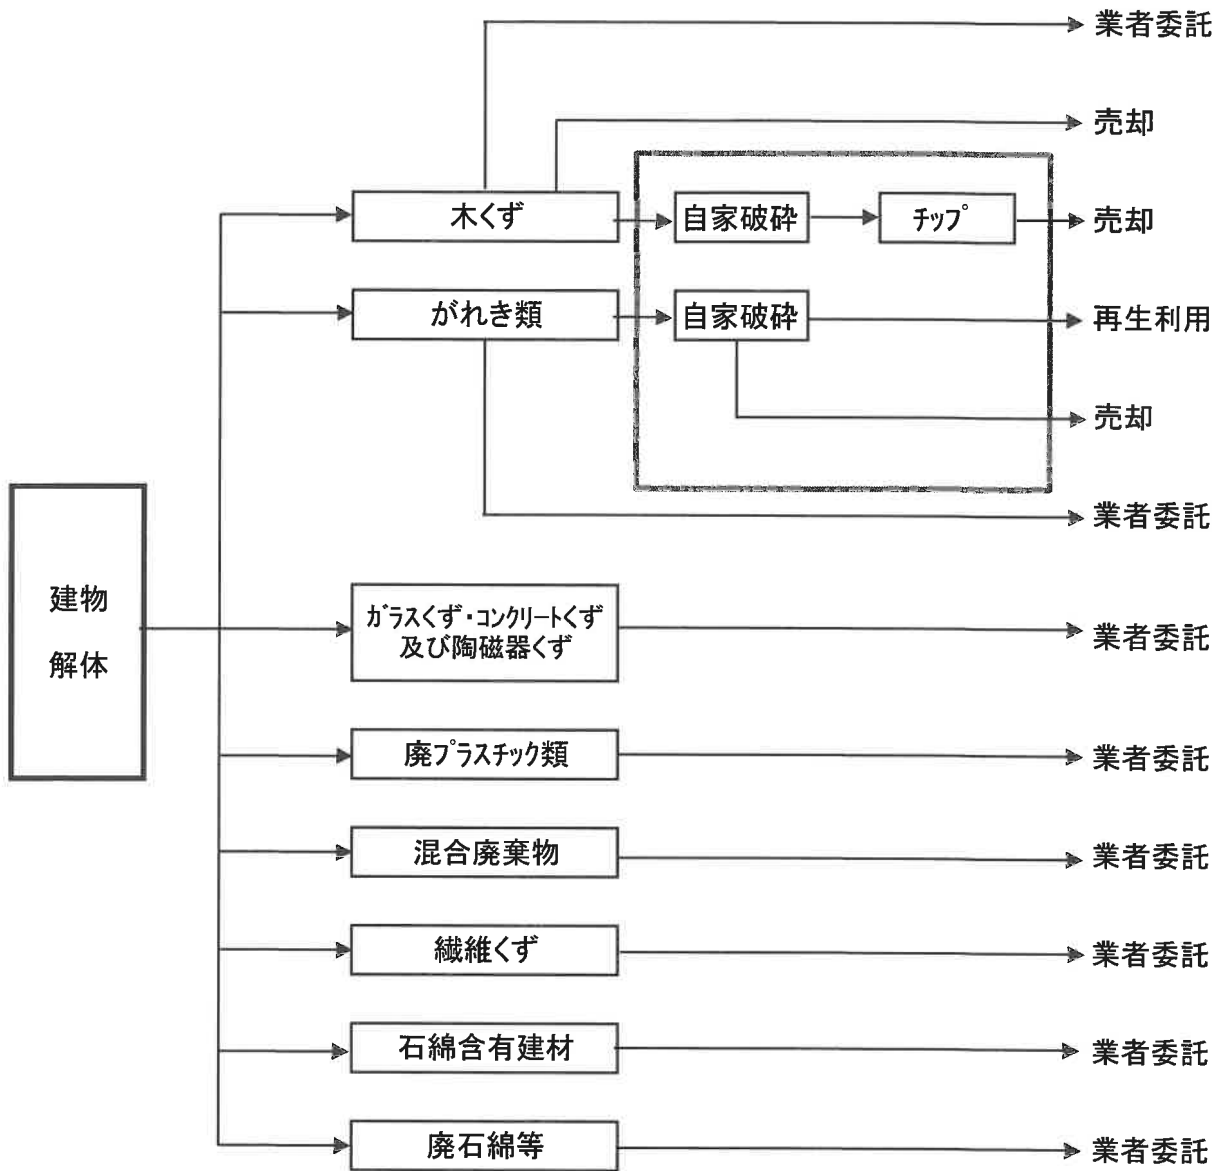 業者委託
売却
木くず
自家破砕
ﾁｯﾌﾟ
売却
がれき類
自家破砕
再生利用
売却
業者委託
建物
解体
ｶﾞﾗｽくず・ｺﾝｸﾘｰﾄくず
及び陶磁器くず
業者委託
廃ﾌﾟﾗｽﾁｯｸ類
業者委託
混合廃棄物
業者委託
繊維くず
業者委託
石綿含有建材
業者委託
廃石綿等
業者委託